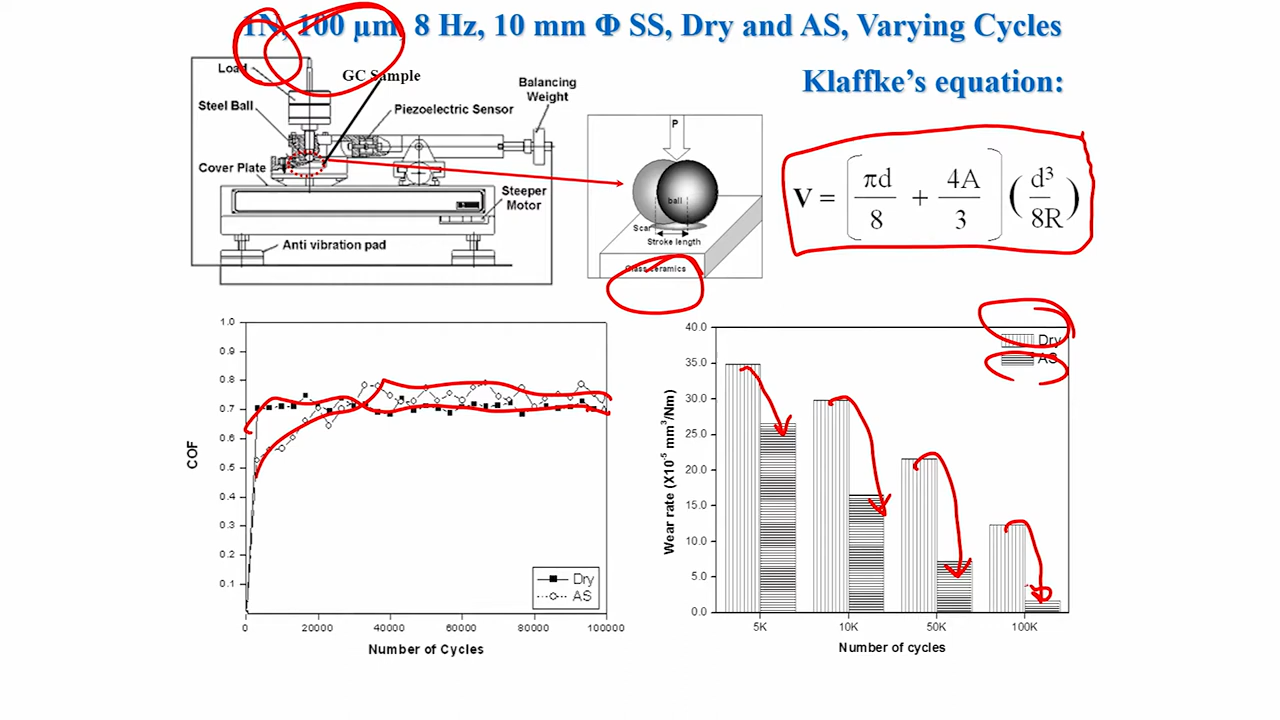 1N, 100 µm, 8 Hz, 10 mm Φ SS, Dry and AS, Varying Cycles
Klaffke's equation:
Load
GC Sample
Balancing
Weight
Steel Ball
Piezoelectric Sensor
Cover Plate
Steeper
Motor
Anti vibration pad
P
ball
Scar
Stroke length
Glass ceramics
V = [πd/8 + 4A/3] (d³/8R)
1.0
0.9
0.8
0.7
0.6
0.5
0.4
0.3
0.2
0.1
COF
0 20000 40000 60000 80000 100000
Number of Cycles
Dry
AS
40.0
35.0
30.0
25.0
20.0
15.0
10.0
5.0
0.0
Wear rate (X10⁻⁵ mm³/Nm)
Dry
AS
5K 10K 50K 100K
Number of cycles